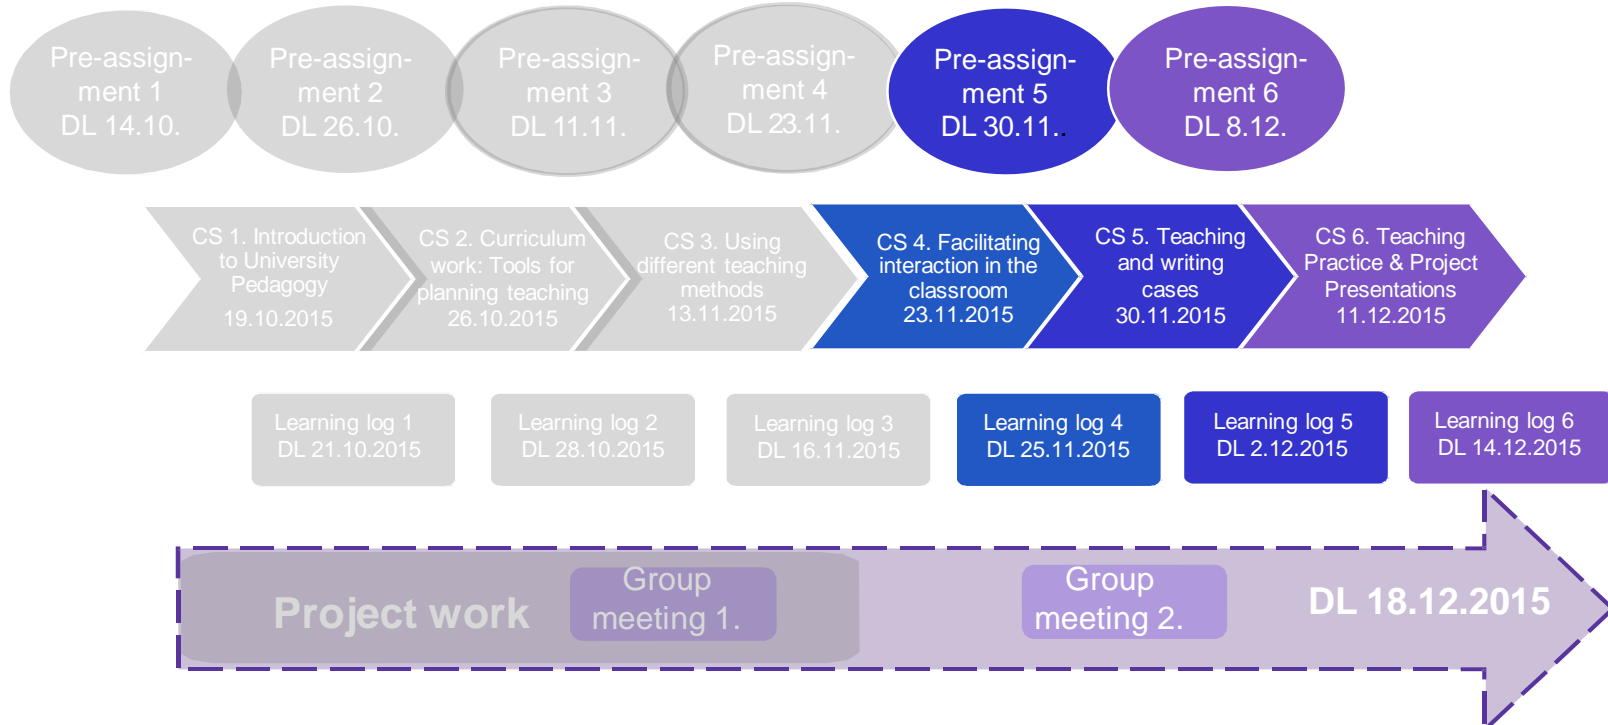 Pre-assign-
ment 1
DL 14.10.
Pre-assign-
ment 2
DL 26.10.
Pre-assign-
ment 3
DL 11.11.
Pre-assign-
ment 4
DL 23.11.
Pre-assign-
ment 5
DL 30.11..
Pre-assign-
ment 6
DL 8.12.
CS 1. Introduction
to University
Pedagogy
19.10.2015
CS 2. Curriculum
work: Tools for
planning teaching
26.10.2015
CS 3. Using
different teaching
methods
13.11.2015
CS 4. Facilitating
interaction in the
classroom
23.11.2015
CS 5. Teaching
and writing
cases
30.11.2015
CS 6. Teaching
Practice & Project
Presentations
11.12.2015
Learning log 1
DL 21.10.2015
Learning log 2
DL 28.10.2015
Learning log 3
DL 16.11.2015
Learning log 4
DL 25.11.2015
Learning log 5
DL 2.12.2015
Learning log 6
DL 14.12.2015
Project work
Group
meeting 1.
Group
meeting 2.
DL 18.12.2015